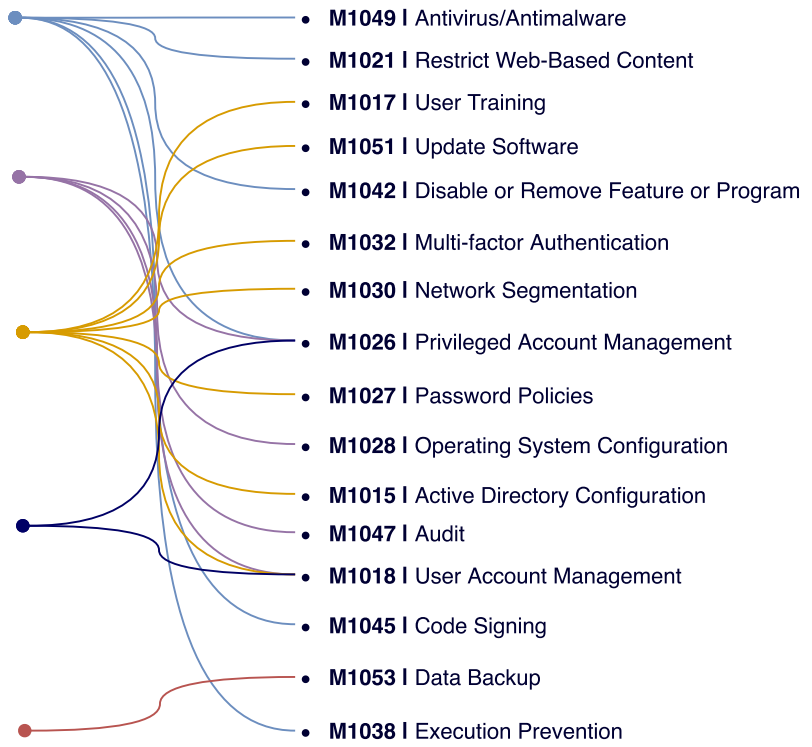 M1049 | Antivirus/Antimalware
M1021 | Restrict Web-Based Content
M1017 | User Training
M1051 | Update Software
M1042 | Disable or Remove Feature or Program
M1032 | Multi-factor Authentication
M1030 | Network Segmentation
M1026 | Privileged Account Management
M1027 | Password Policies
M1028 | Operating System Configuration
M1015 | Active Directory Configuration
M1047 | Audit
M1018 | User Account Management
M1045 | Code Signing
M1053 | Data Backup
M1038 | Execution Prevention